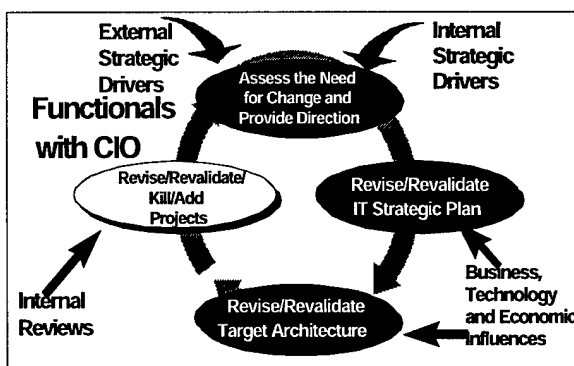 External
Strategic
Drivers
Internal
Strategic
Drivers
Assess the Need
for Change and
Provide Direction
Functionals
with CIO
Revise/Revalidate/
Kill/Add
Projects
Revise/Revalidate
IT Strategic Plan
Internal
Reviews
Revise/Revalidate
Target Architecture
Business,
Technology
and Economic
Influences